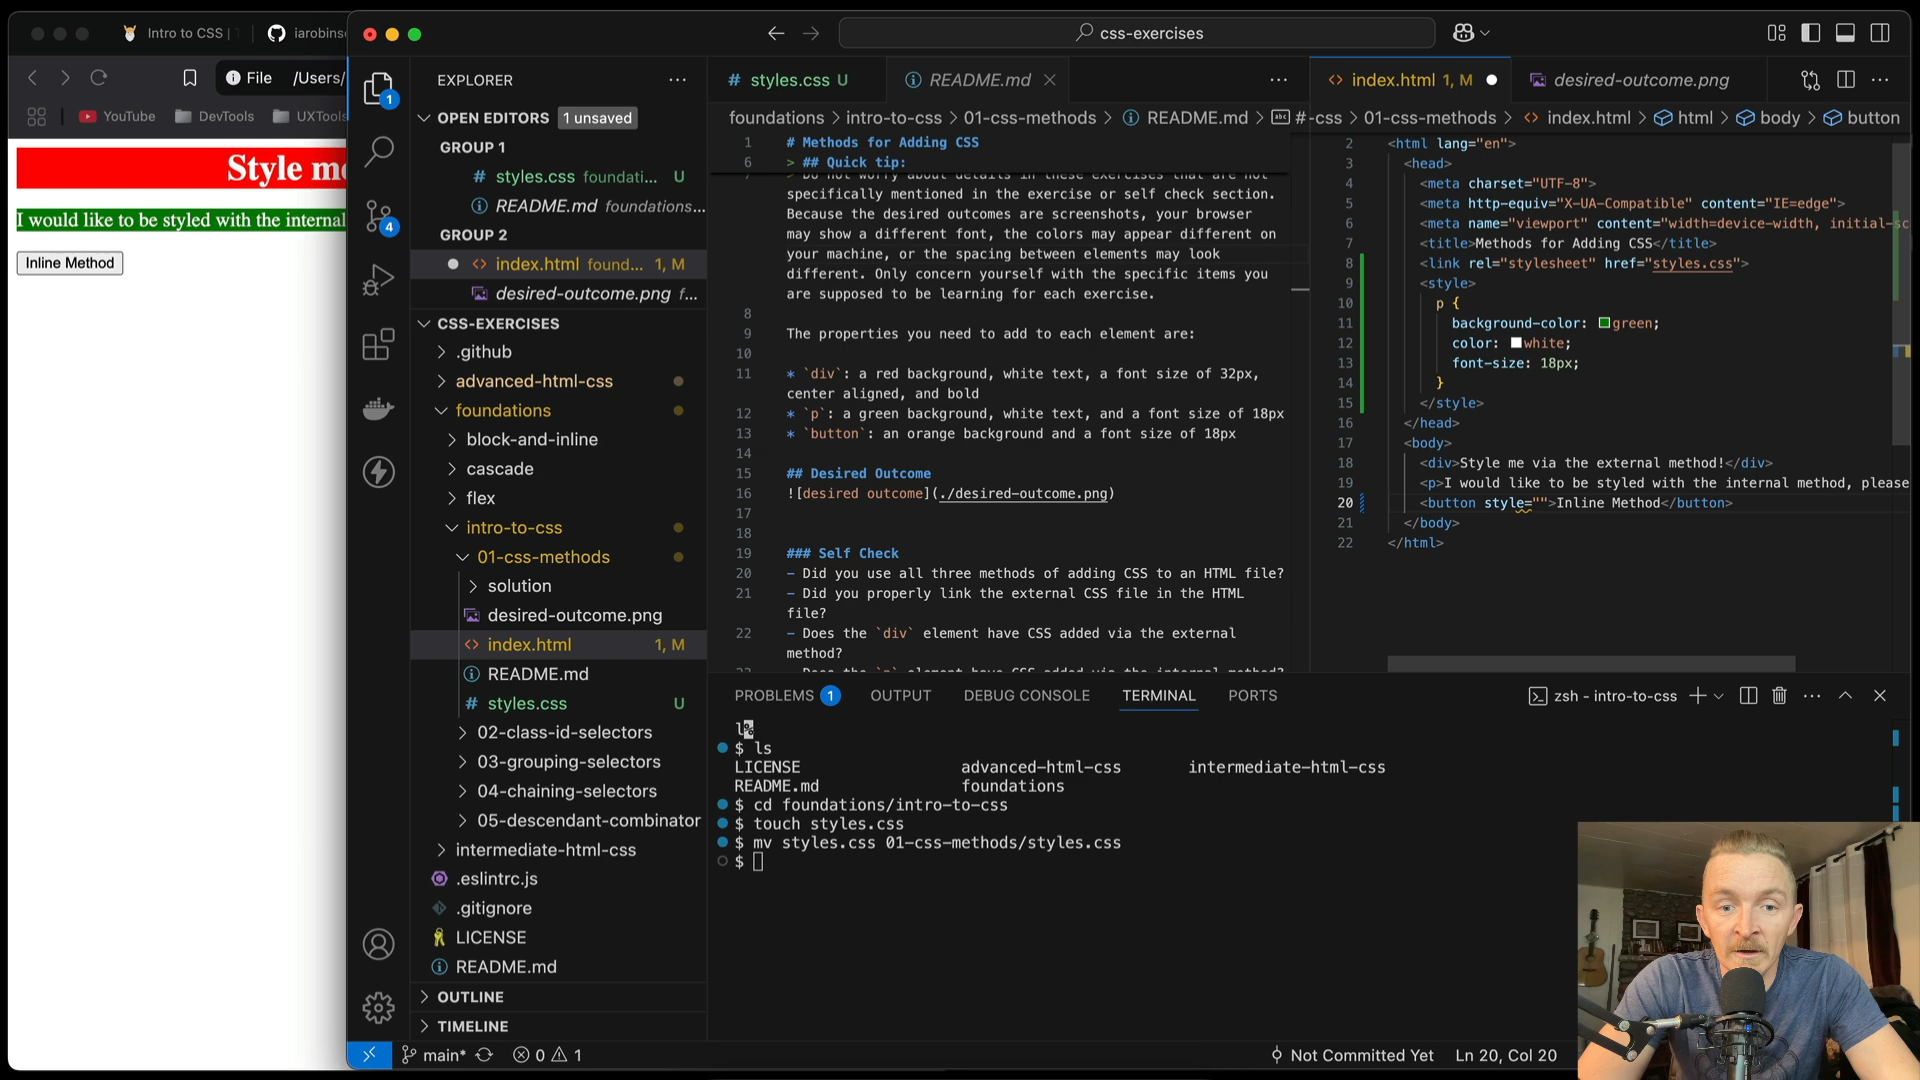 Intro to CSS |
iarobins
File
/Users/
YouTube
DevTools
UXTools
Style me
I would like to be styled with the internal
Inline Method
css-exercises
EXPLORER
OPEN EDITORS 1 unsaved
GROUP 1
# styles.css foundati... U
README.md foundations...
GROUP 2
index.html found... 1, M
desired-outcome.png f...
CSS-EXERCISES
.github
advanced-html-css
foundations
block-and-inline
cascade
flex
intro-to-css
01-css-methods
solution
desired-outcome.png
index.html 1, M
README.md
# styles.css U
02-class-id-selectors
03-grouping-selectors
04-chaining-selectors
05-descendant-combinator
intermediate-html-css
.eslintrc.js
.gitignore
LICENSE
README.md
OUTLINE
TIMELINE
# styles.css U
README.md
foundations > intro-to-css > 01-css-methods > README.md > # Methods for Adding CSS
1 # Methods for Adding CSS
6 > ## Quick tip:
7 > Do not worry about details in these exercises that are not
specifically mentioned in the exercise or self check section.
Because the desired outcomes are screenshots, your browser
may show a different font, the colors may appear different on
your machine, or the spacing between elements may look
different. Only concern yourself with the specific items you
are supposed to be learning for each exercise.
8
9 The properties you need to add to each element are:
10
11 * `div`: a red background, white text, a font size of 32px,
center aligned, and bold
12 * `p`: a green background, white text, and a font size of 18px
13 * `button`: an orange background and a font size of 18px
14
15 ## Desired Outcome
16 ![desired outcome](./desired-outcome.png)
17
18
19 ### Self Check
20 - Did you use all three methods of adding CSS to an HTML file?
21 - Did you properly link the external CSS file in the HTML
file?
22 - Does the `div` element have CSS added via the external
method?
index.html 1, M
desired-outcome.png
-css > 01-css-methods > index.html > html > body > button
2 <html lang="en">
3 <head>
4 <meta charset="UTF-8">
5 <meta http-equiv="X-UA-Compatible" content="IE=edge">
6 <meta name="viewport" content="width=device-width, initial-sc
7 <title>Methods for Adding CSS</title>
8 <link rel="stylesheet" href="styles.css">
9 <style>
10 p {
11 background-color: green;
12 color: white;
13 font-size: 18px;
14 }
15 </style>
16 </head>
17 <body>
18 <div>Style me via the external method!</div>
19 <p>I would like to be styled with the internal method, please
20 <button style="">Inline Method</button>
21 </body>
22 </html>
PROBLEMS 1 OUTPUT DEBUG CONSOLE TERMINAL PORTS
zsh - intro-to-css
l%
$ ls
LICENSE advanced-html-css intermediate-html-css
README.md foundations
$ cd foundations/intro-to-css
$ touch styles.css
$ mv styles.css 01-css-methods/styles.css
$
main* 0 1
Not Committed Yet Ln 20, Col 20